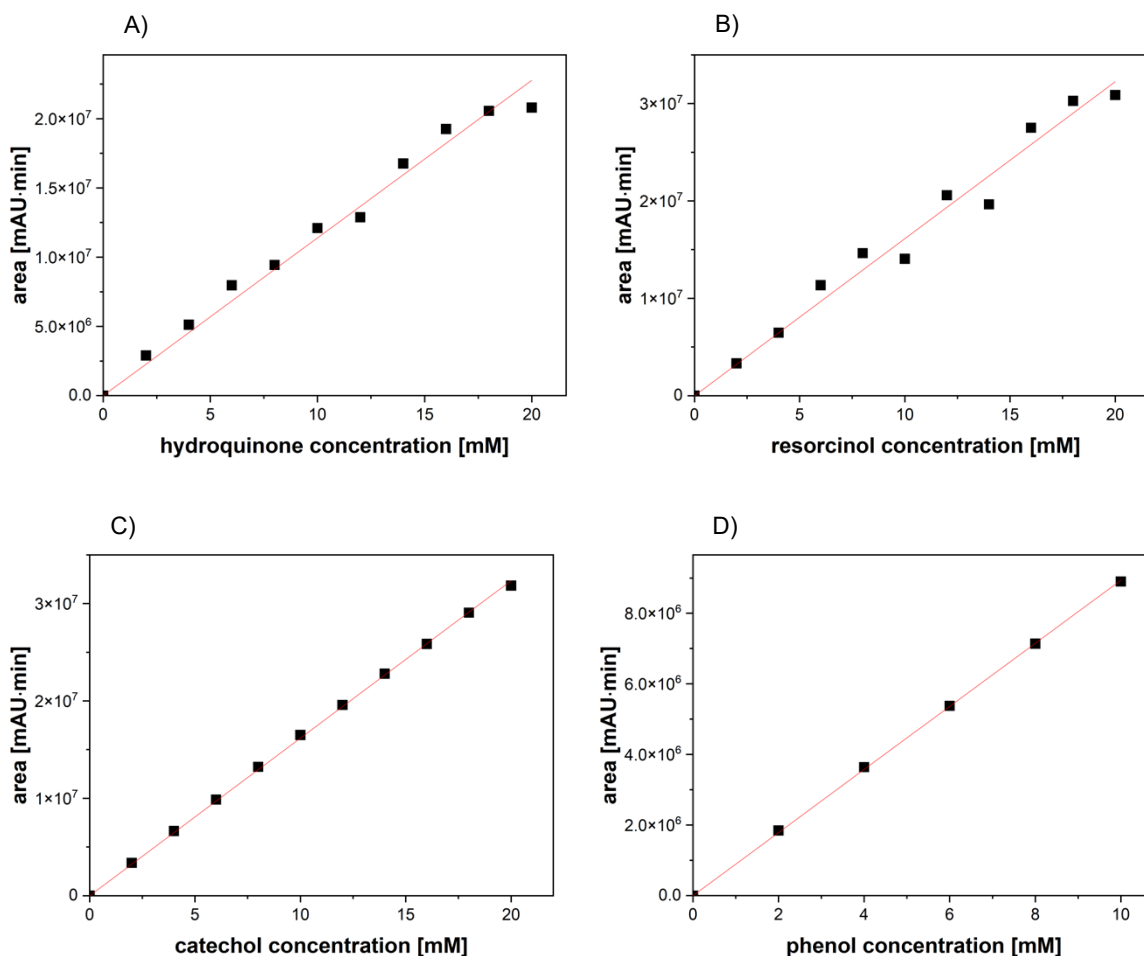 A)
area [mAU·min]
2.0×10⁷
1.5×10⁷
1.0×10⁷
5.0×10⁶
0.0
0 5 10 15 20
hydroquinone concentration [mM]
B)
area [mAU·min]
3×10⁷
2×10⁷
1×10⁷
0
0 5 10 15 20
resorcinol concentration [mM]
C)
area [mAU·min]
3×10⁷
2×10⁷
1×10⁷
0
0 5 10 15 20
catechol concentration [mM]
D)
area [mAU·min]
8.0×10⁶
6.0×10⁶
4.0×10⁶
2.0×10⁶
0.0
0 2 4 6 8 10
phenol concentration [mM]